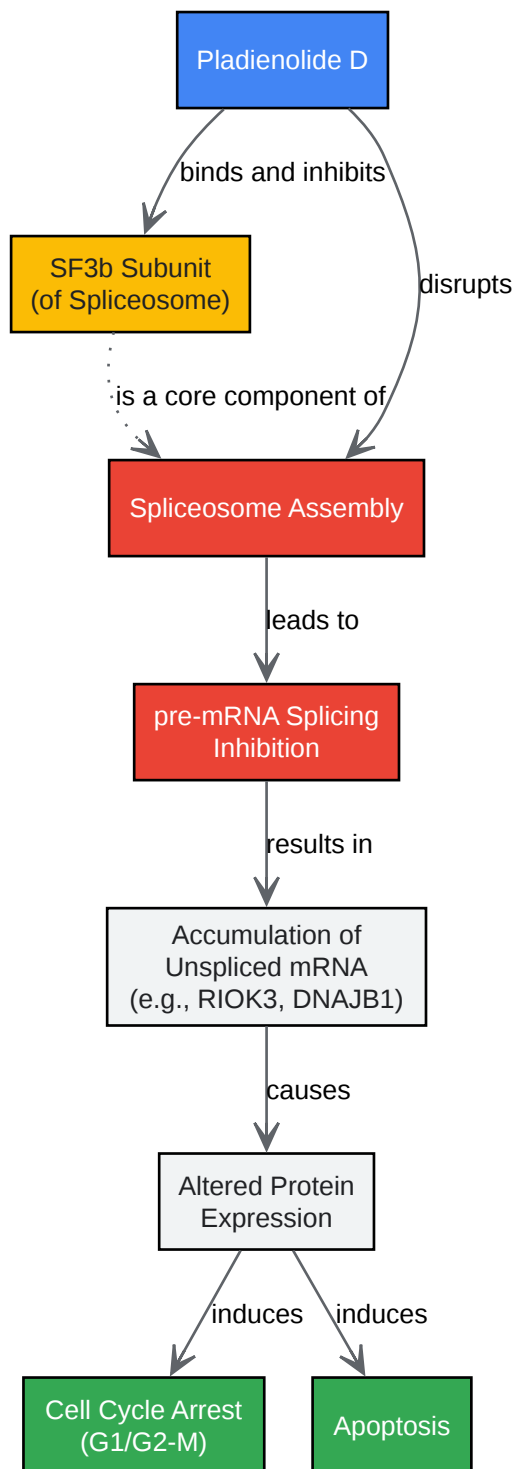 Pladienolide D
binds and inhibits
SF3b Subunit
(of Spliceosome)
disrupts
is a core component of
Spliceosome Assembly
leads to
pre-mRNA Splicing
Inhibition
results in
Accumulation of
Unspliced mRNA
(e.g., RIOK3, DNAJB1)
causes
Altered Protein
Expression
induces
induces
Cell Cycle Arrest
(G1/G2-M)
Apoptosis